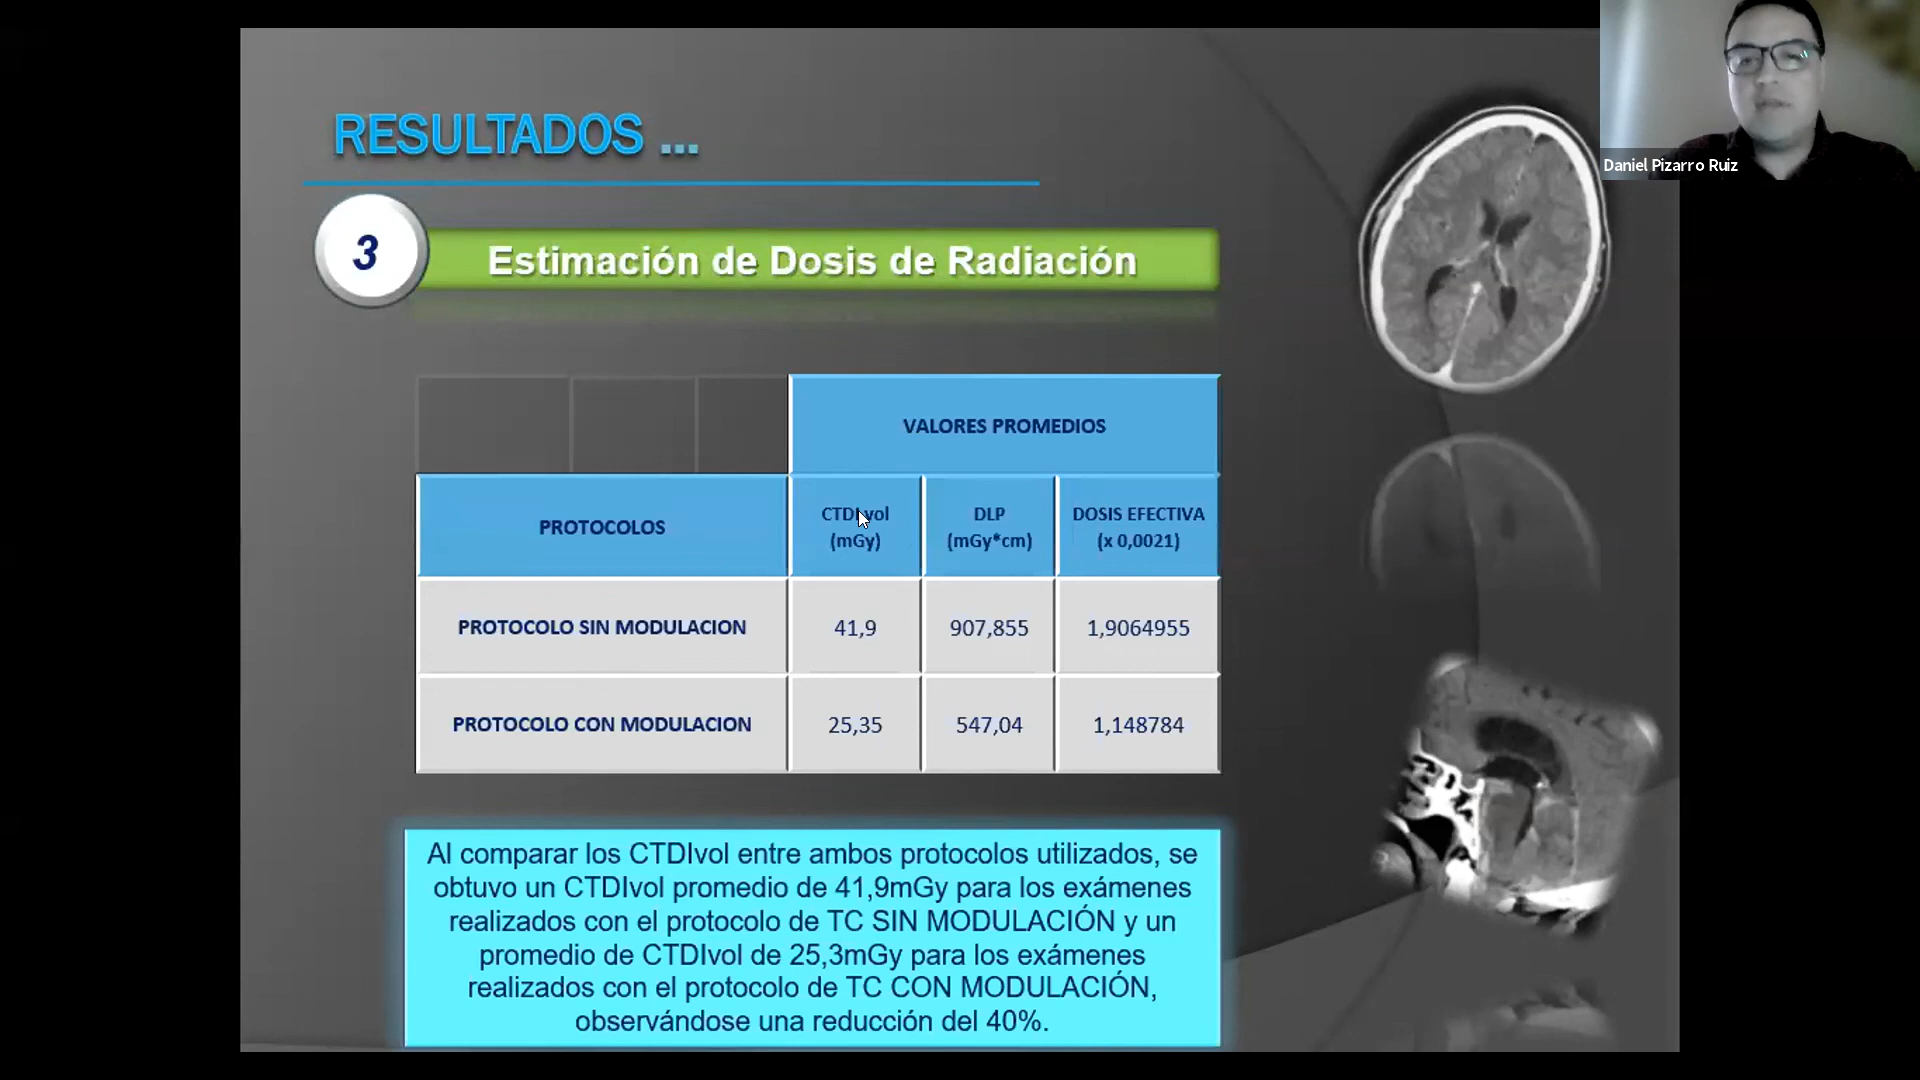 RESULTADOS ...
Daniel Pizarro Ruiz
3
Estimación de Dosis de Radiación
VALORES PROMEDIOS
PROTOCOLOS
CTDIvol
(mGy)
DLP
(mGy*cm)
DOSIS EFECTIVA
(x 0,0021)
PROTOCOLO SIN MODULACION
41,9
907,855
1,9064955
PROTOCOLO CON MODULACION
25,35
547,04
1,148784
Al comparar los CTDIvol entre ambos protocolos utilizados, se
obtuvo un CTDIvol promedio de 41,9mGy para los exámenes
realizados con el protocolo de TC SIN MODULACIÓN y un
promedio de CTDIvol de 25,3mGy para los exámenes
realizados con el protocolo de TC CON MODULACIÓN,
observándose una reducción del 40%.